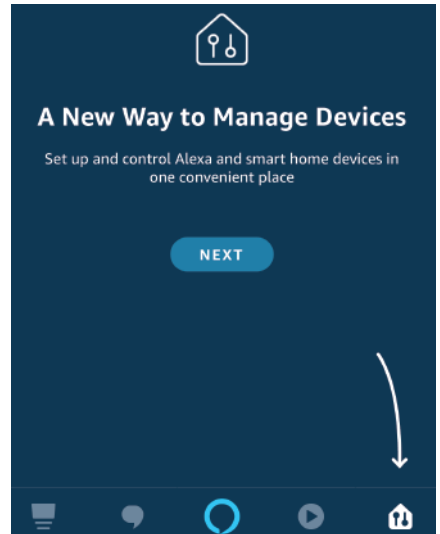 A New Way to Manage Devices
Set up and control Alexa and smart home devices in
one convenient place
NEXT